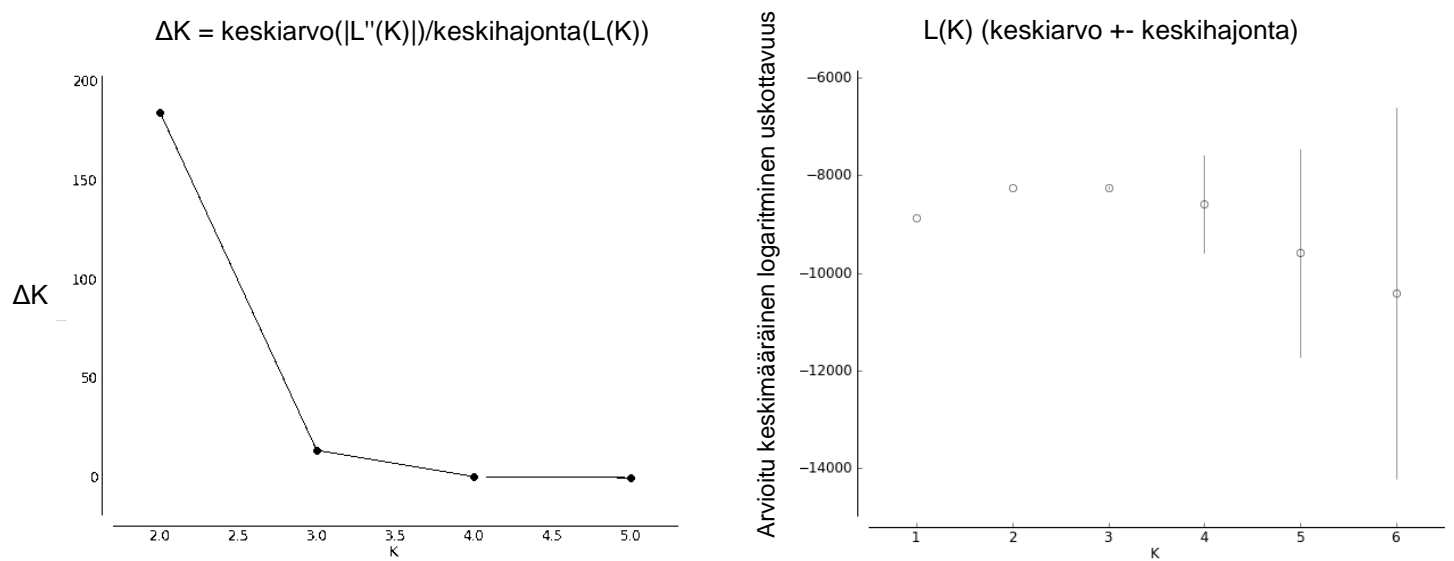 ΔK = keskiarvo(|L"(K)|)/keskihajonta(L(K))
200
150
100
50
0
ΔK
2.0 2.5 3.0 3.5 4.0 4.5 5.0
K
L(K) (keskiarvo +- keskihajonta)
Arvioitu keskimääräinen logaritminen uskottavuus
−6000
−8000
−10000
−12000
−14000
1 2 3 4 5 6
K